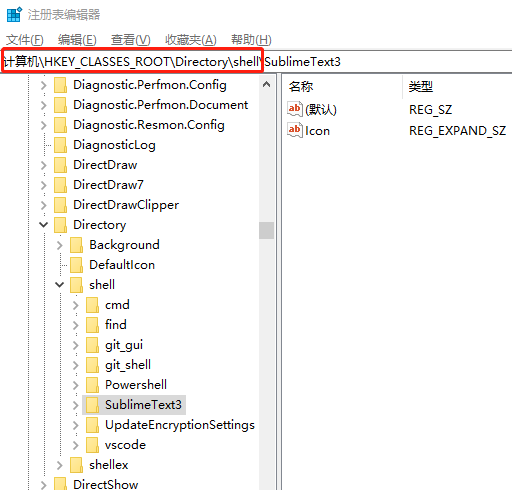 注册表编辑器
文件(F) 编辑(E) 查看(V) 收藏夹(A) 帮助(H)
计算机\HKEY_CLASSES_ROOT\Directory\shell\SublimeText3
Diagnostic.Perfmon.Config
Diagnostic.Perfmon.Document
Diagnostic.Resmon.Config
DiagnosticLog
DirectDraw
DirectDraw7
DirectDrawClipper
Directory
Background
DefaultIcon
shell
cmd
find
git_gui
git_shell
Powershell
SublimeText3
UpdateEncryptionSettings
vscode
shellex
DirectShow
名称 类型
ab (默认) REG_SZ
ab Icon REG_EXPAND_SZ